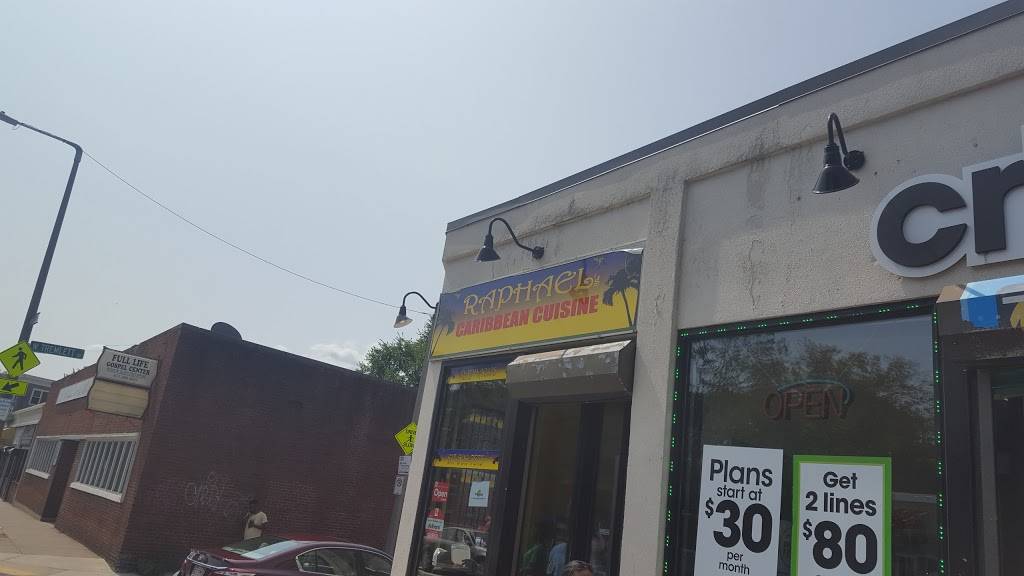 RAPHAEL's
CARIBBEAN CUISINE
cr
OPEN
Plans
start at
$30
per
month
Get
2 lines
$80
FULL LIFE
GOSPEL CENTER
Open